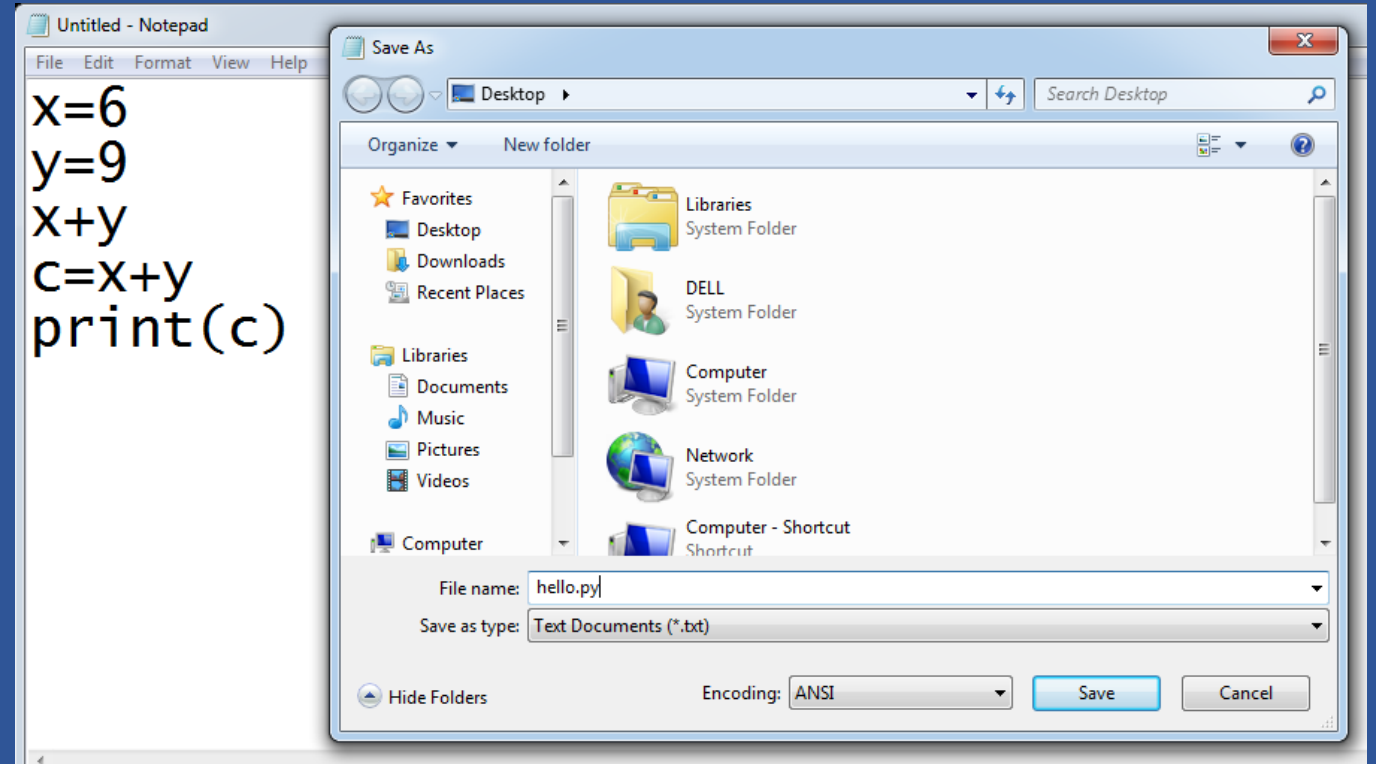 Untitled - Notepad
File Edit Format View Help
x=6
y=9
x+y
c=x+y
print(c)
Save As
Desktop
Search Desktop
Organize
New folder
Favorites
Desktop
Downloads
Recent Places
Libraries
Documents
Music
Pictures
Videos
Computer
Libraries
System Folder
DELL
System Folder
Computer
System Folder
Network
System Folder
Computer - Shortcut
Shortcut
File name: hello.py
Save as type: Text Documents (*.txt)
Hide Folders
Encoding: ANSI
Save
Cancel